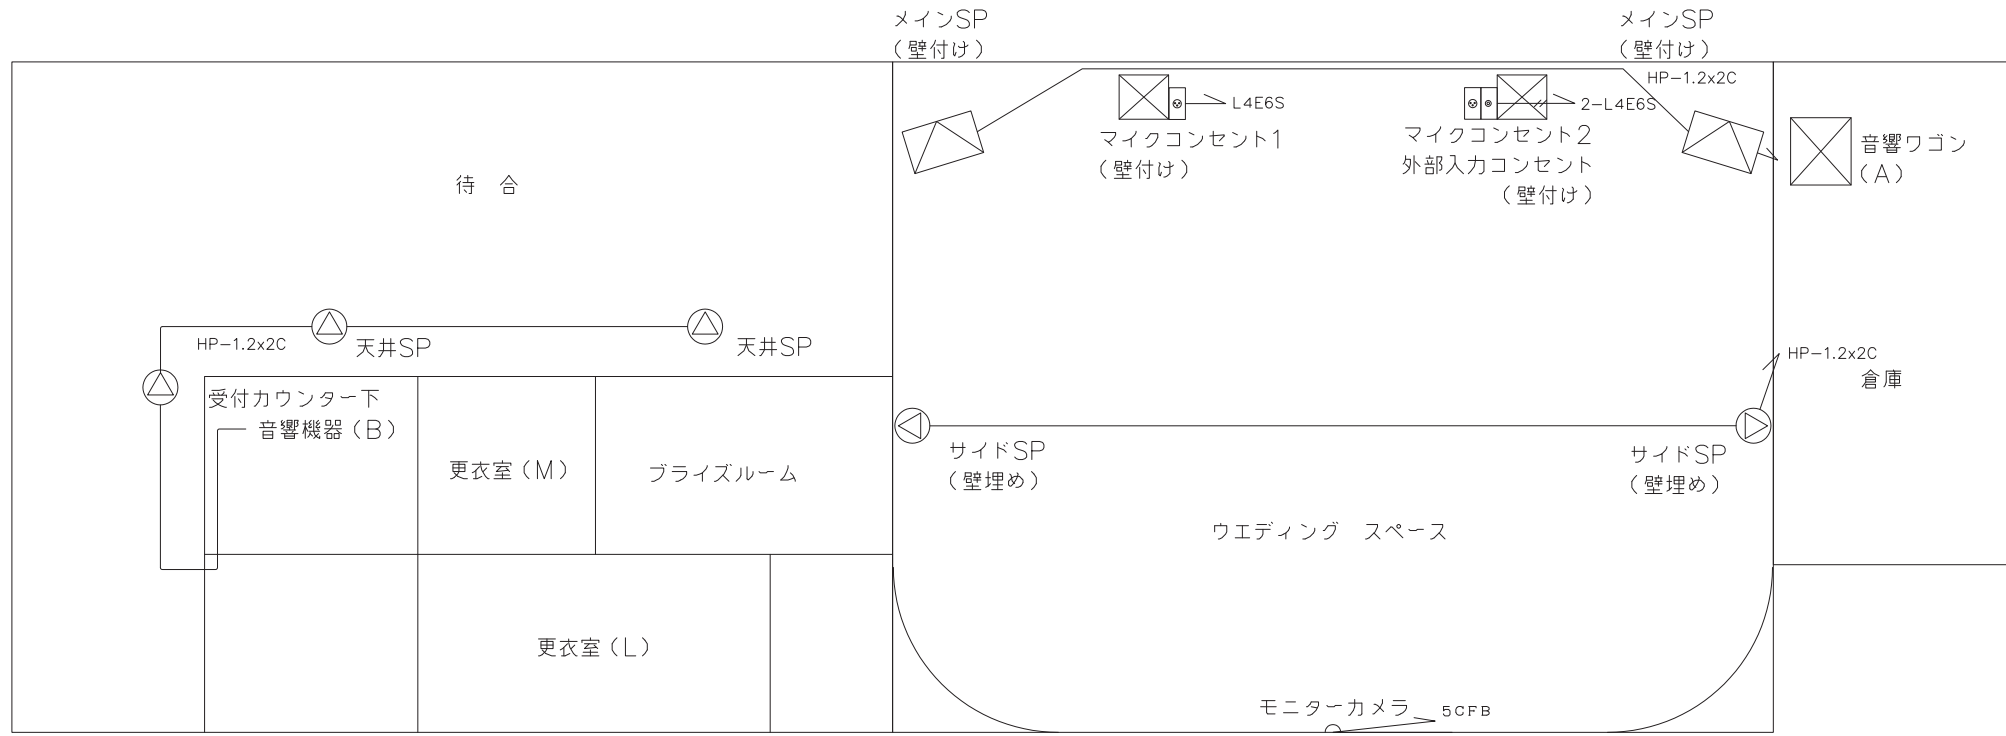 メインSP
(壁付け)
メインSP
(壁付け)
HP-1.2x2C
L4E6S
2-L4E6S
マイクコンセント1
(壁付け)
マイクコンセント2
外部入力コンセント
(壁付け)
音響ワゴン
(A)
待 合
HP-1.2x2C
天井SP
天井SP
HP-1.2x2C
倉庫
受付カウンター下
音響機器(B)
更衣室(M)
ブライズルーム
サイドSP
(壁埋め)
サイドSP
(壁埋め)
ウエディング スペース
更衣室(L)
モニターカメラ
5CFB